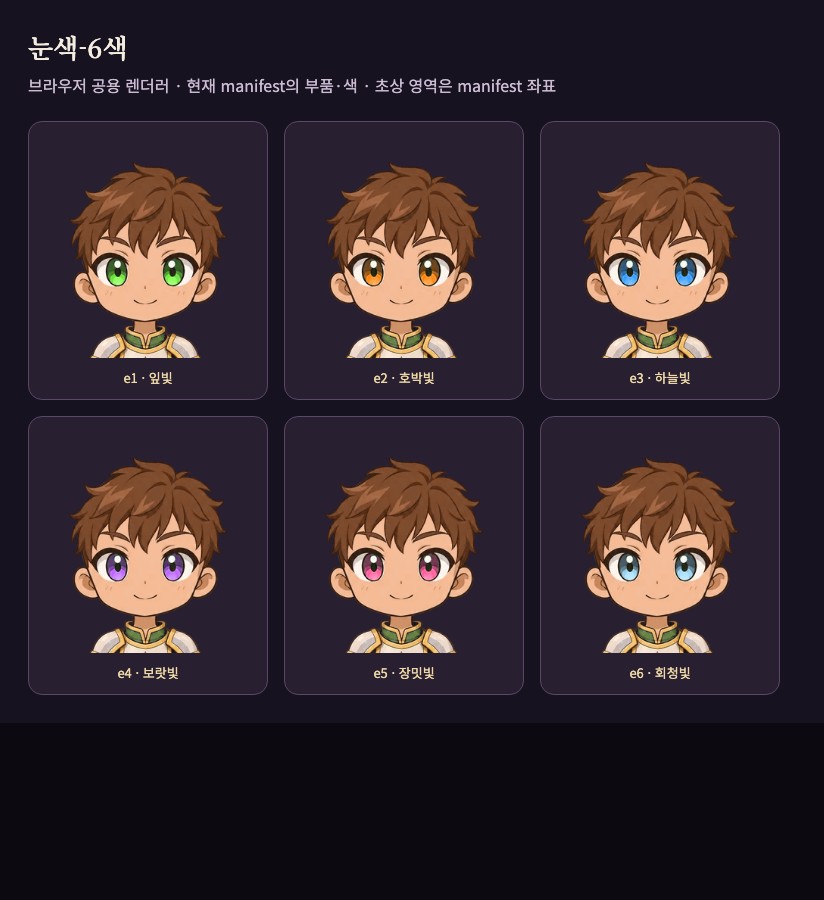 눈색-6색
브라우저 공용 렌더러 · 현재 manifest의 부품·색 · 초상 영역은 manifest 좌표
e1 · 잎빛
e2 · 호박빛
e3 · 하늘빛
e4 · 보랏빛
e5 · 장밋빛
e6 · 회청빛